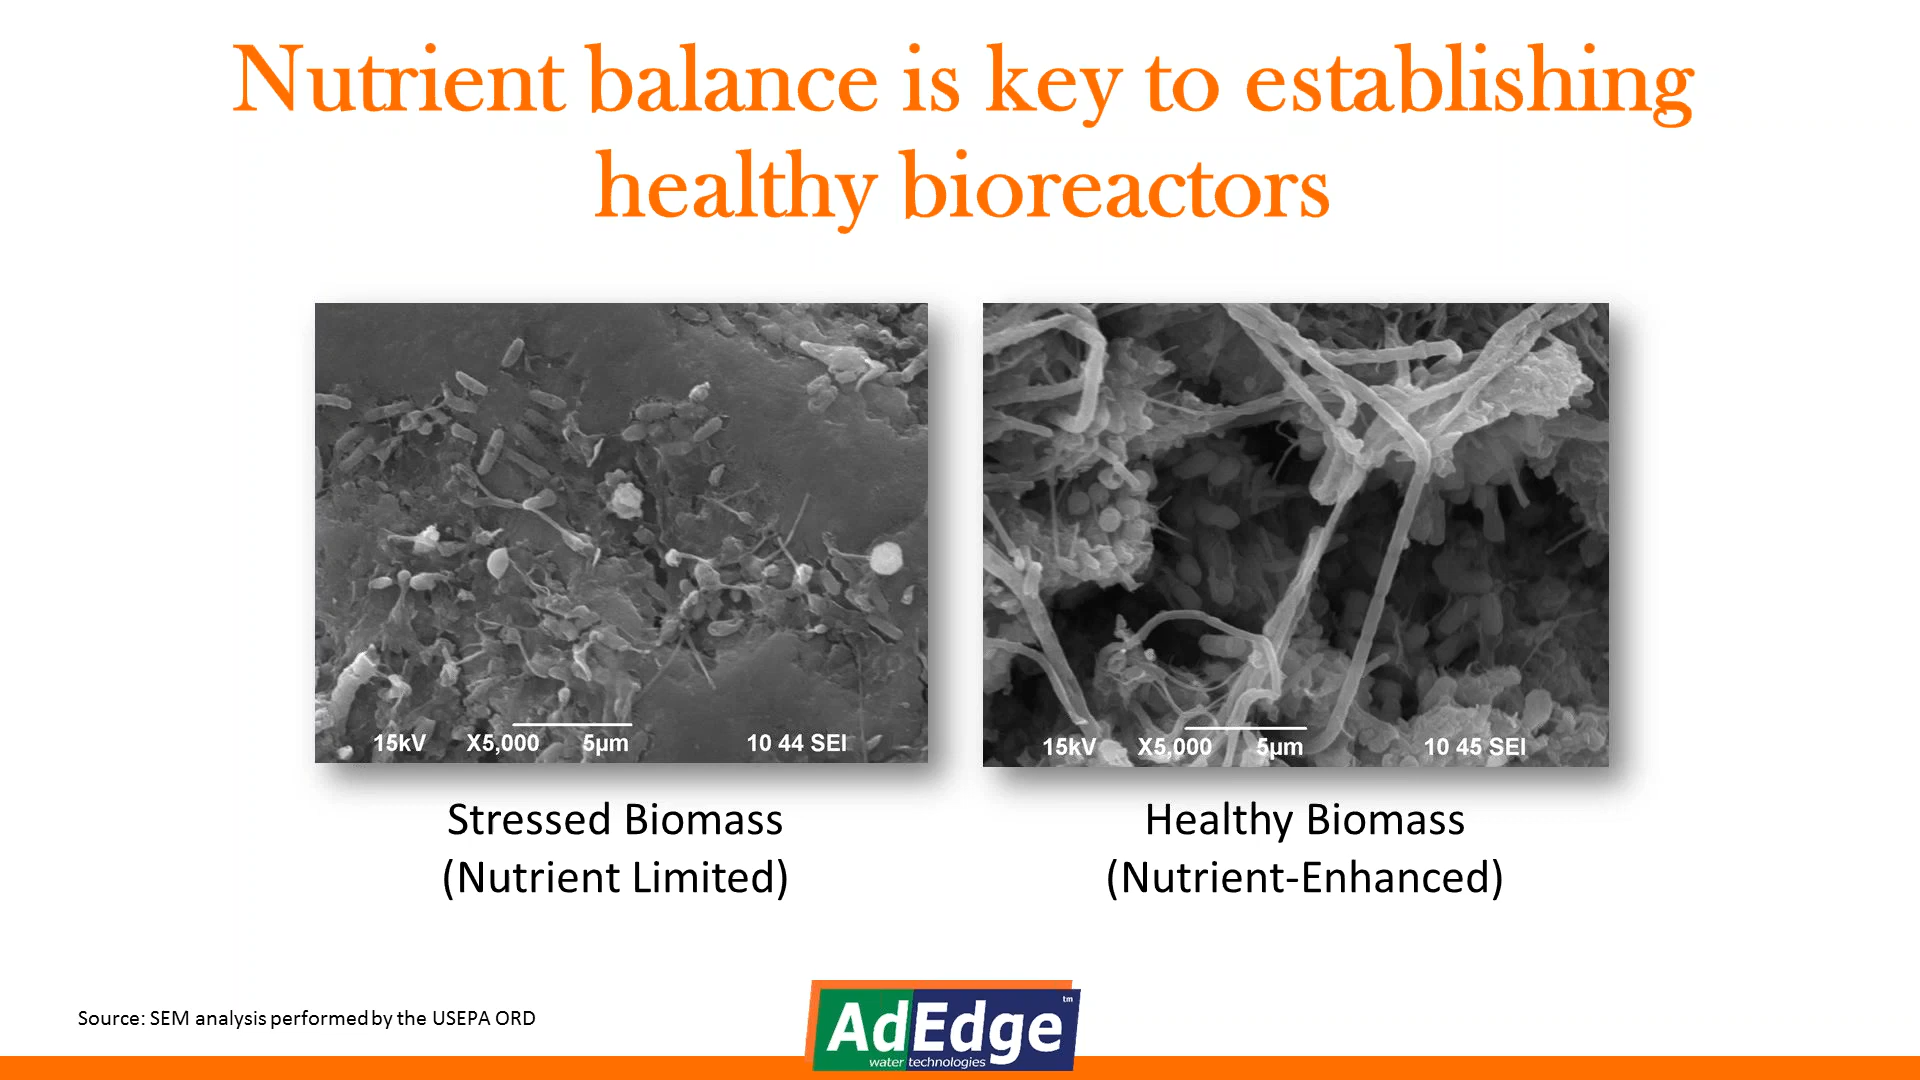 Nutrient balance is key to establishing
healthy bioreactors
15kV X5,000 5µm 10 44 SEI
15kV X5,000 5µm 10 45 SEI
Stressed Biomass
(Nutrient Limited)
Healthy Biomass
(Nutrient-Enhanced)
Source: SEM analysis performed by the USEPA ORD
AdEdge tm
water technologies